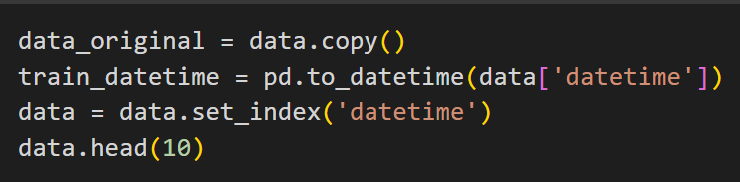 data_original = data.copy()
train_datetime = pd.to_datetime(data['datetime'])
data = data.set_index('datetime')
data.head(10)